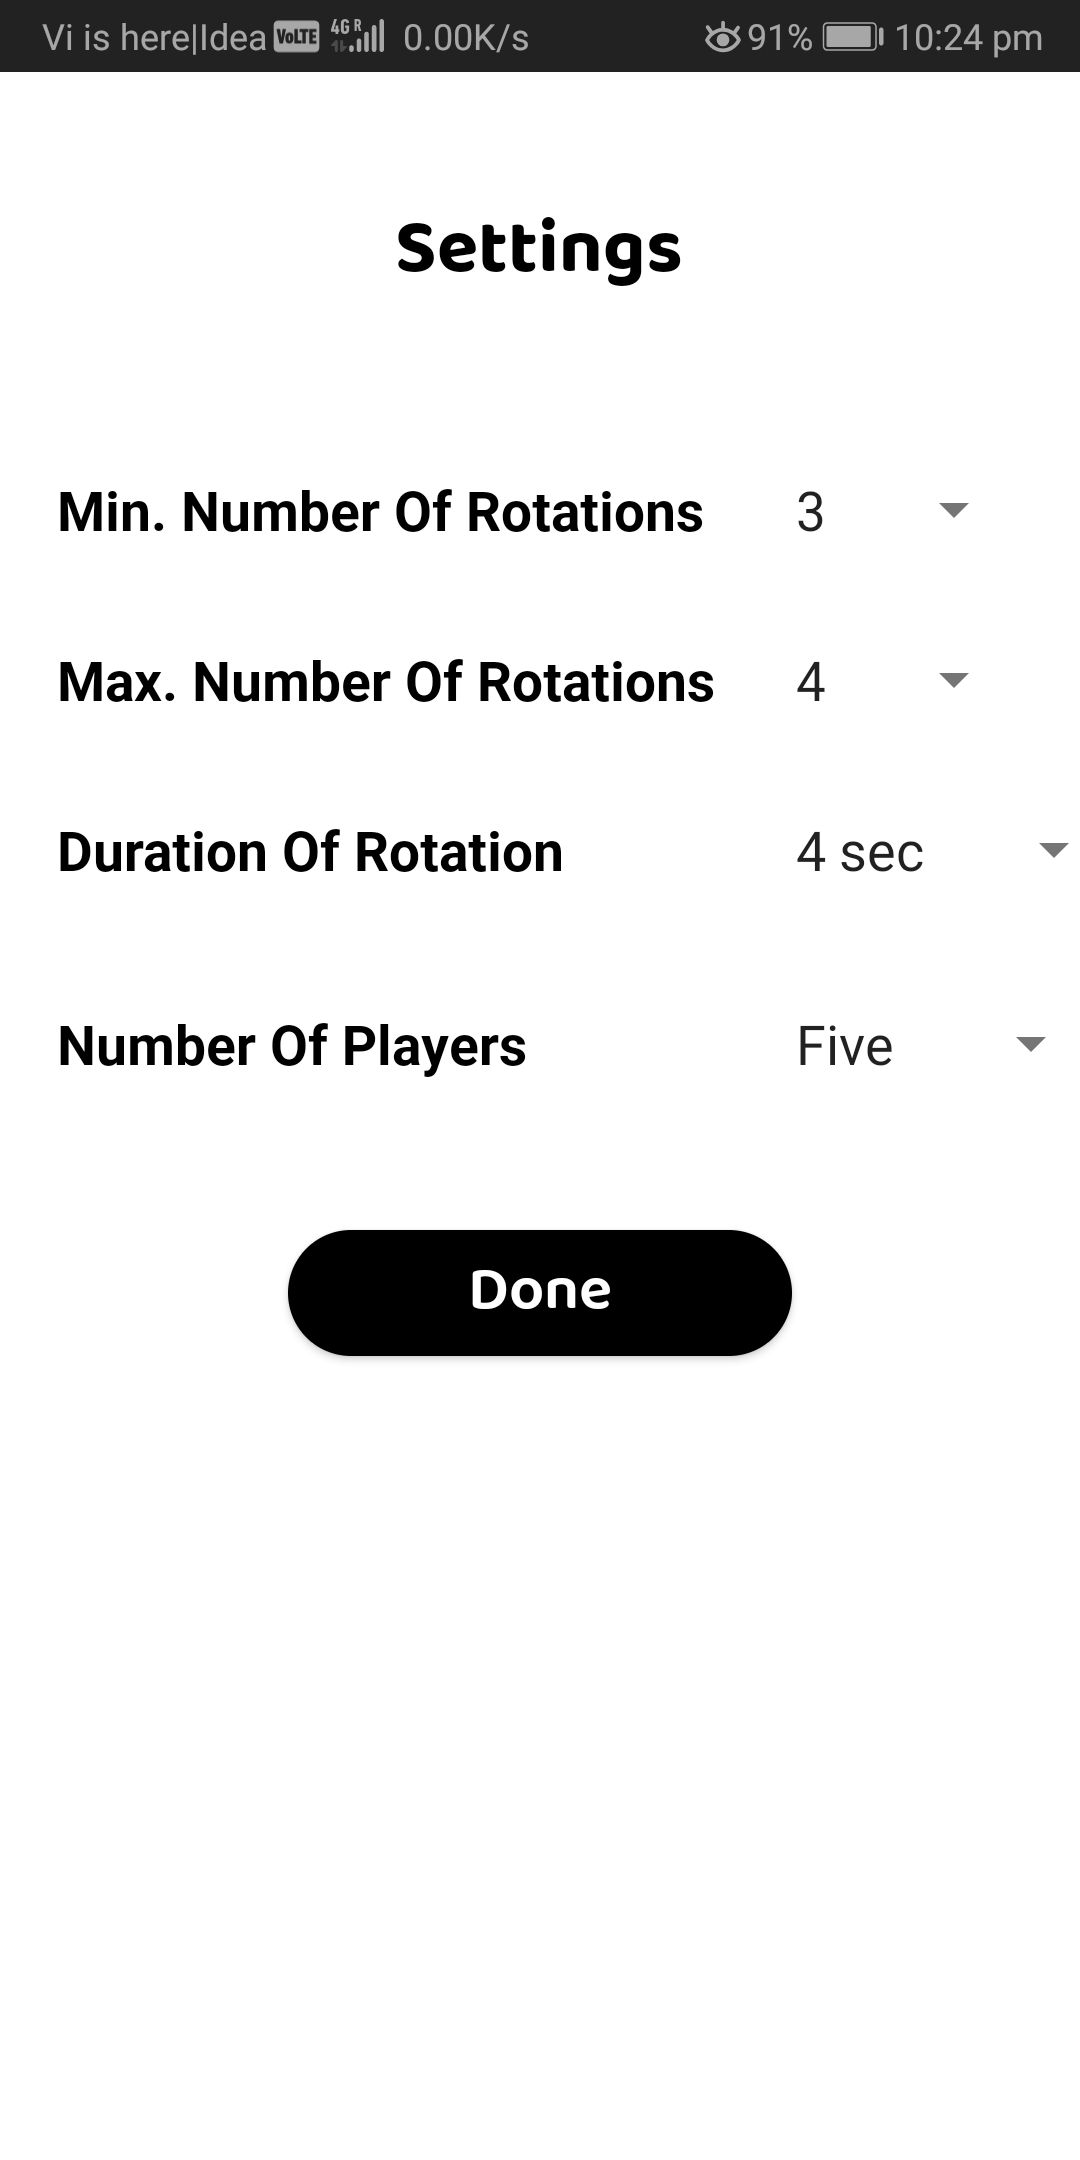 Vi is here|Idea VoLTE 4G R 0.00K/s 91% 10:24 pm
Settings
Min. Number Of Rotations 3
Max. Number Of Rotations 4
Duration Of Rotation 4 sec
Number Of Players Five
Done